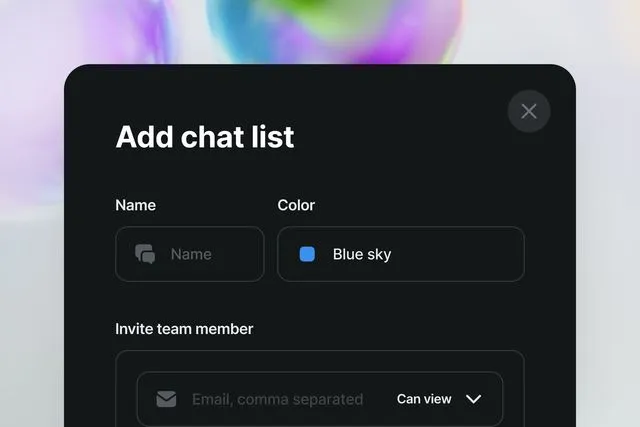 Add chat list
Name Color
Name Blue sky
Invite team member
Email, comma separated Can view